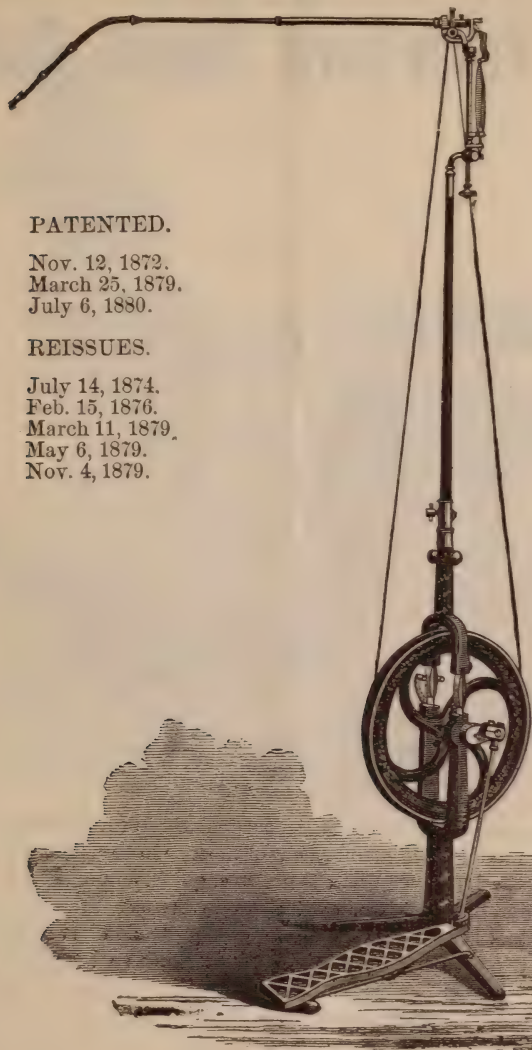 PATENTED.
Nov. 12, 1872.
March 25, 1879.
July 6, 1880.
REISSUES.
July 14, 1874.
Feb. 15, 1876.
March 11, 1879.
May 6, 1879.
Nov. 4, 1879.